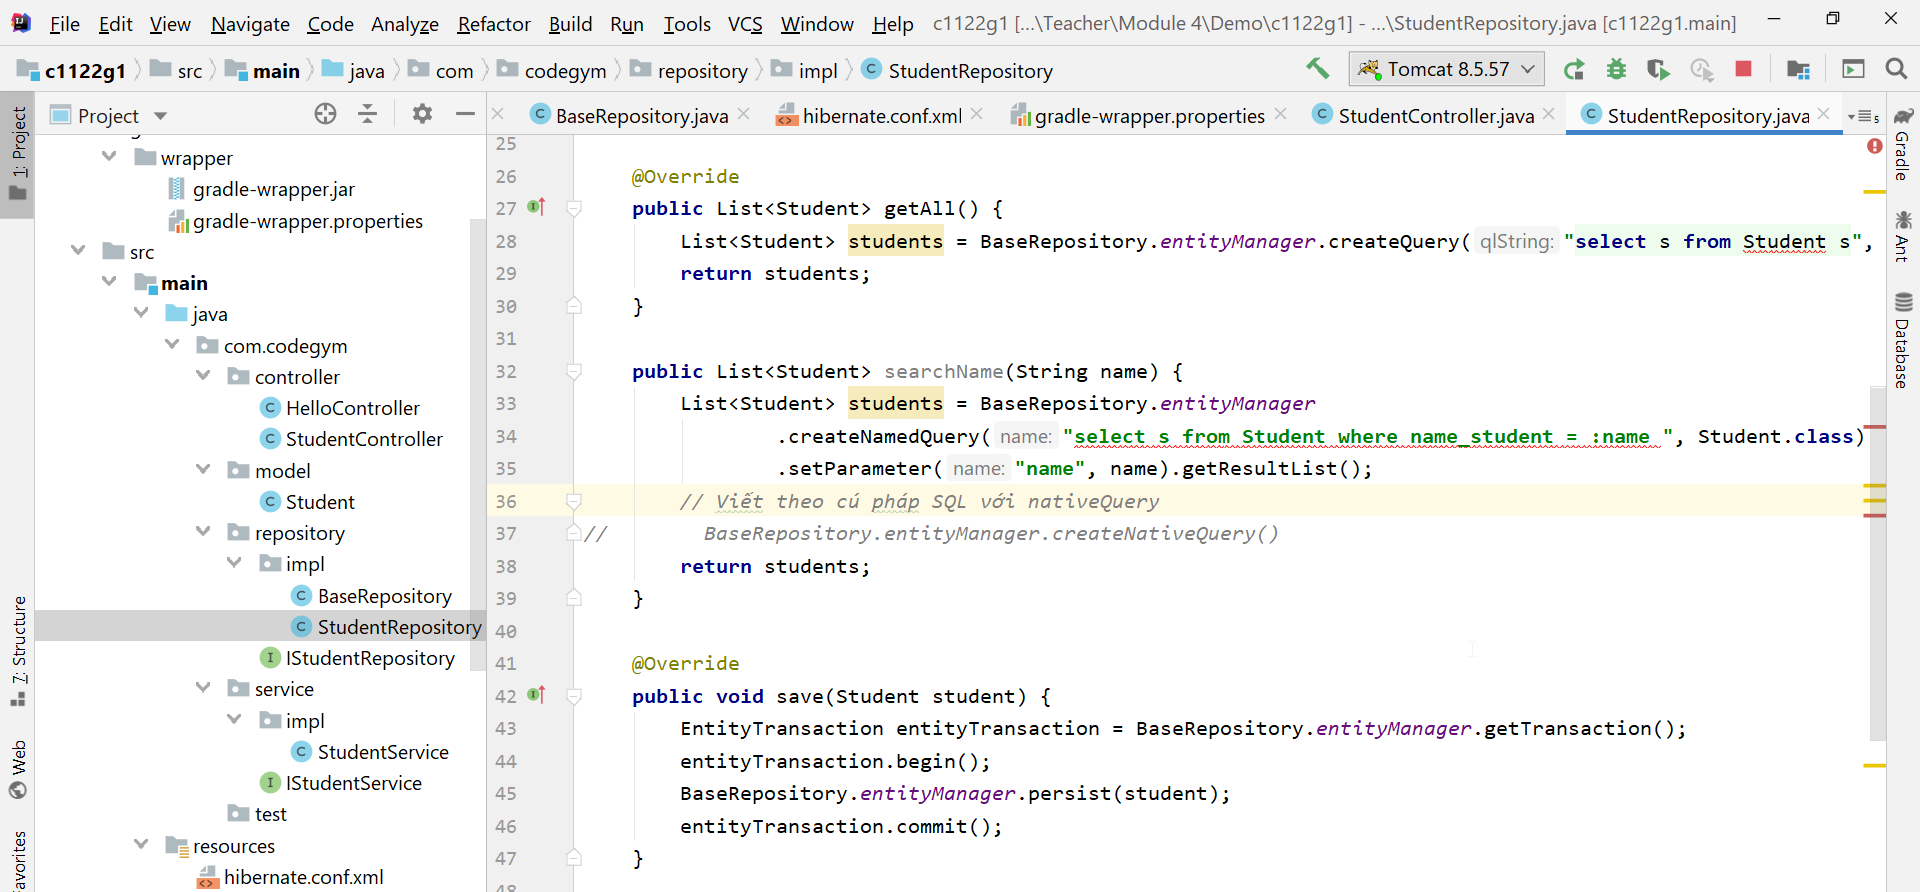 File Edit View Navigate Code Analyze Refactor Build Run Tools VCS Window Help c1122g1 [...\Teacher\Module 4\Demo\c1122g1] - ...\StudentRepository.java [c1122g1.main]
c1122g1 src main java com codegym repository impl StudentRepository Tomcat 8.5.57
Project BaseRepository.java hibernate.conf.xml gradle-wrapper.properties StudentController.java StudentRepository.java 5
1: Project
7: Structure
Web
Favorites
wrapper
gradle-wrapper.jar
gradle-wrapper.properties
src
main
java
com.codegym
controller
HelloController
StudentController
model
Student
repository
impl
BaseRepository
StudentRepository
IStudentRepository
service
impl
StudentService
IStudentService
test
resources
hibernate.conf.xml
25
26 @Override
27 public List<Student> getAll() {
28 List<Student> students = BaseRepository.entityManager.createQuery( qlString: "select s from Student s",
29 return students;
30 }
31
32 public List<Student> searchName(String name) {
33 List<Student> students = BaseRepository.entityManager
34 .createNamedQuery( name: "select s from Student where name_student = :name ", Student.class)
35 .setParameter( name: "name", name).getResultList();
36 // Viết theo cú pháp SQL với nativeQuery
37 // BaseRepository.entityManager.createNativeQuery()
38 return students;
39 }
40
41 @Override
42 public void save(Student student) {
43 EntityTransaction entityTransaction = BaseRepository.entityManager.getTransaction();
44 entityTransaction.begin();
45 BaseRepository.entityManager.persist(student);
46 entityTransaction.commit();
47 }
48
Gradle
Ant
Database